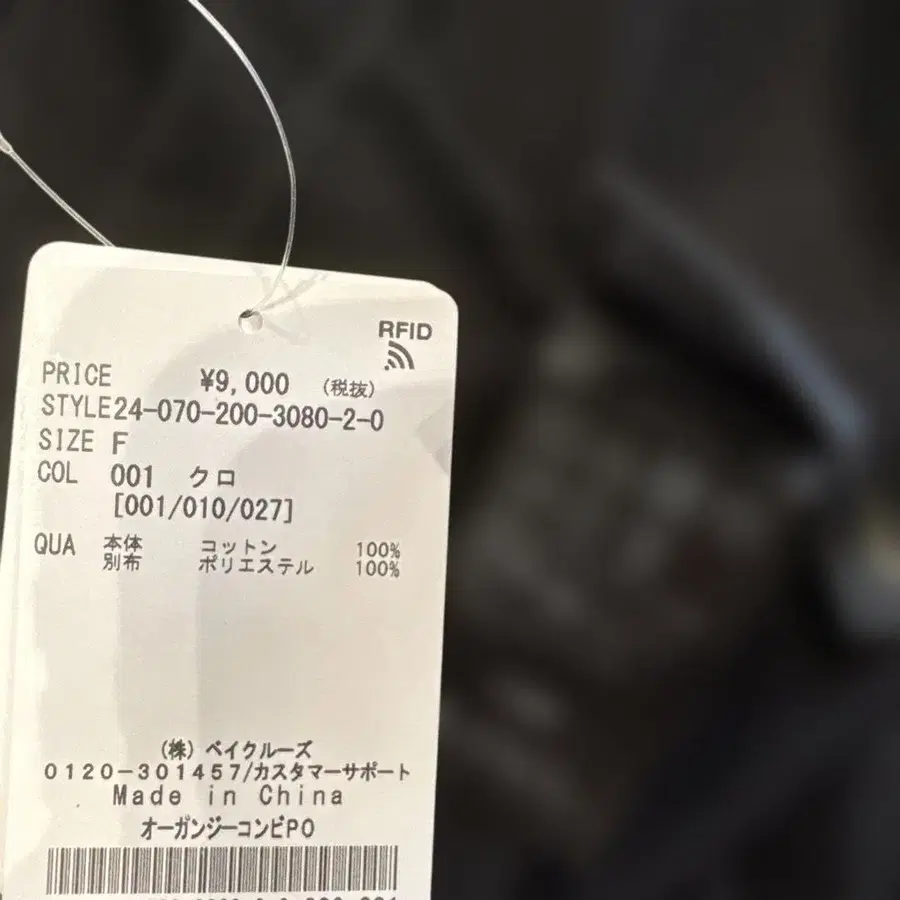 RFID
PRICE ¥9,000 (税抜)
STYLE24-070-200-3080-2-0
SIZE F
COL 001 クロ
[001/010/027]
QUA 本体 コットン 100%
別布 ポリエステル 100%
(株) ベイクルーズ
0120-301457/カスタマーサポート
Made in China
オーガンジーコンビPO